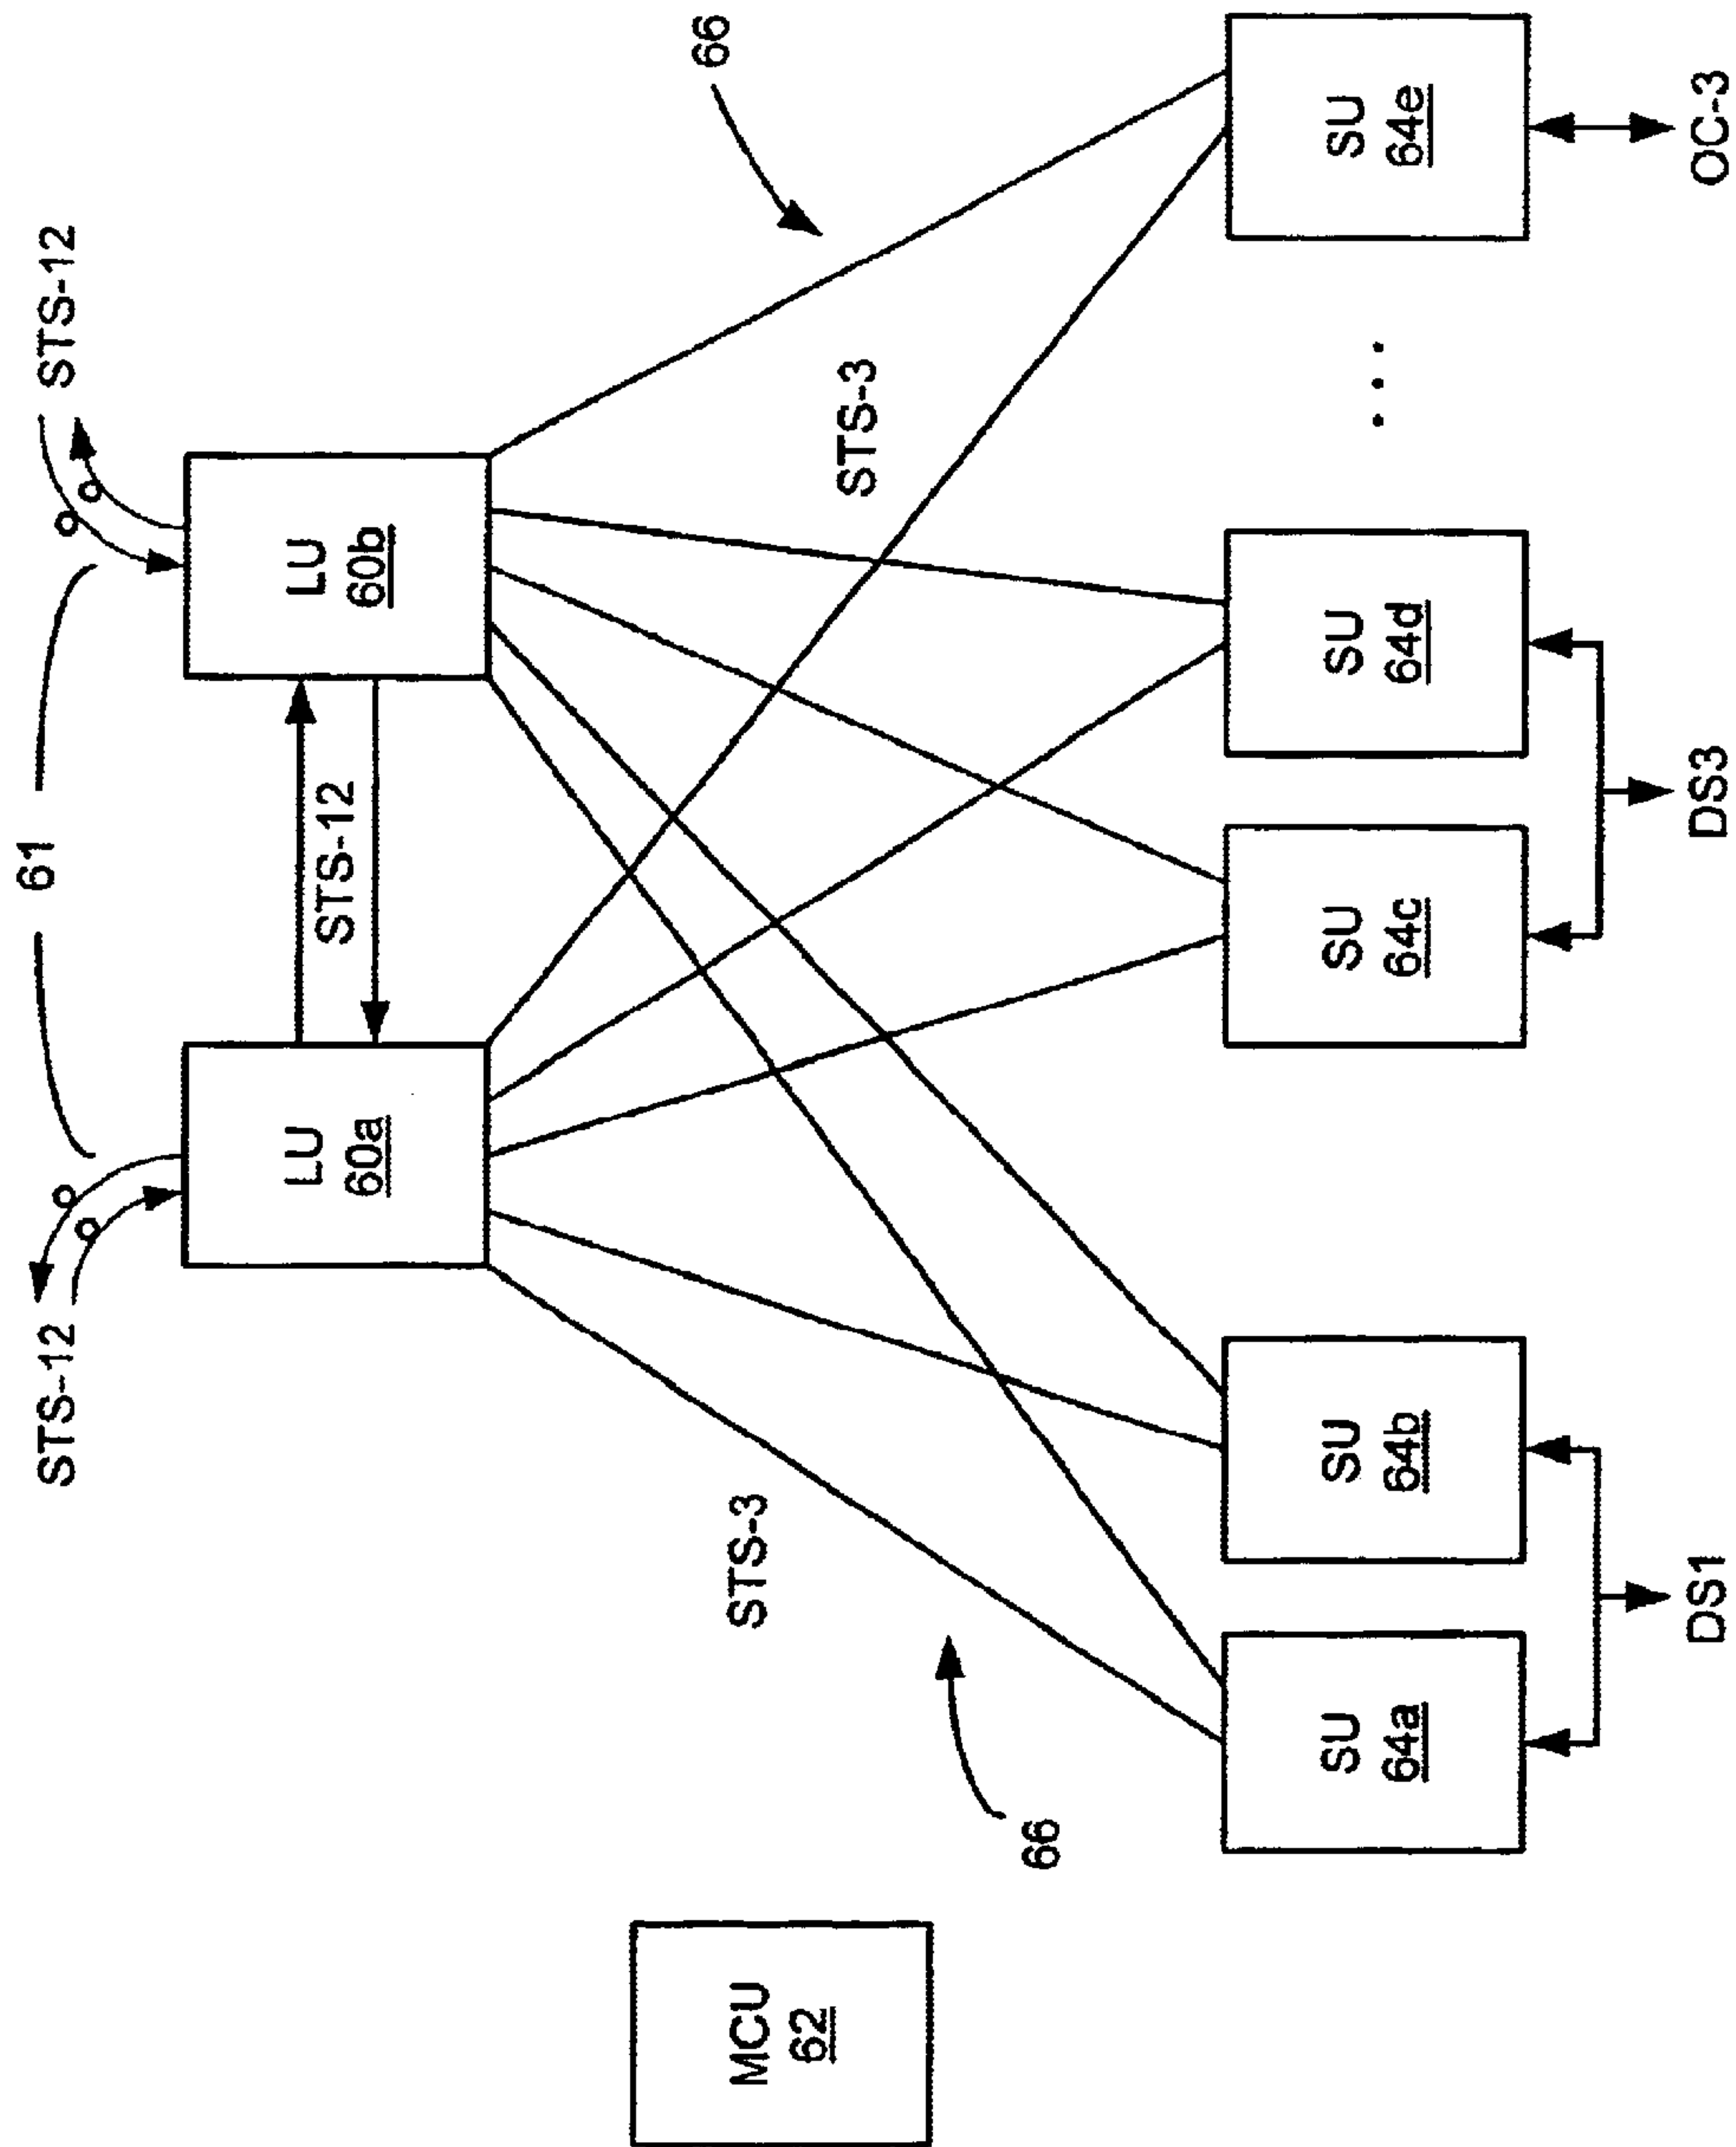 61
STS-12
STS-12
LU
60a
STS-12
LU
60b
66
STS-3
STS-3
66
MCU
62
SU
64a
SU
64b
SU
64c
SU
64d
. . .
SU
64e
DS1
DS3
OC-3